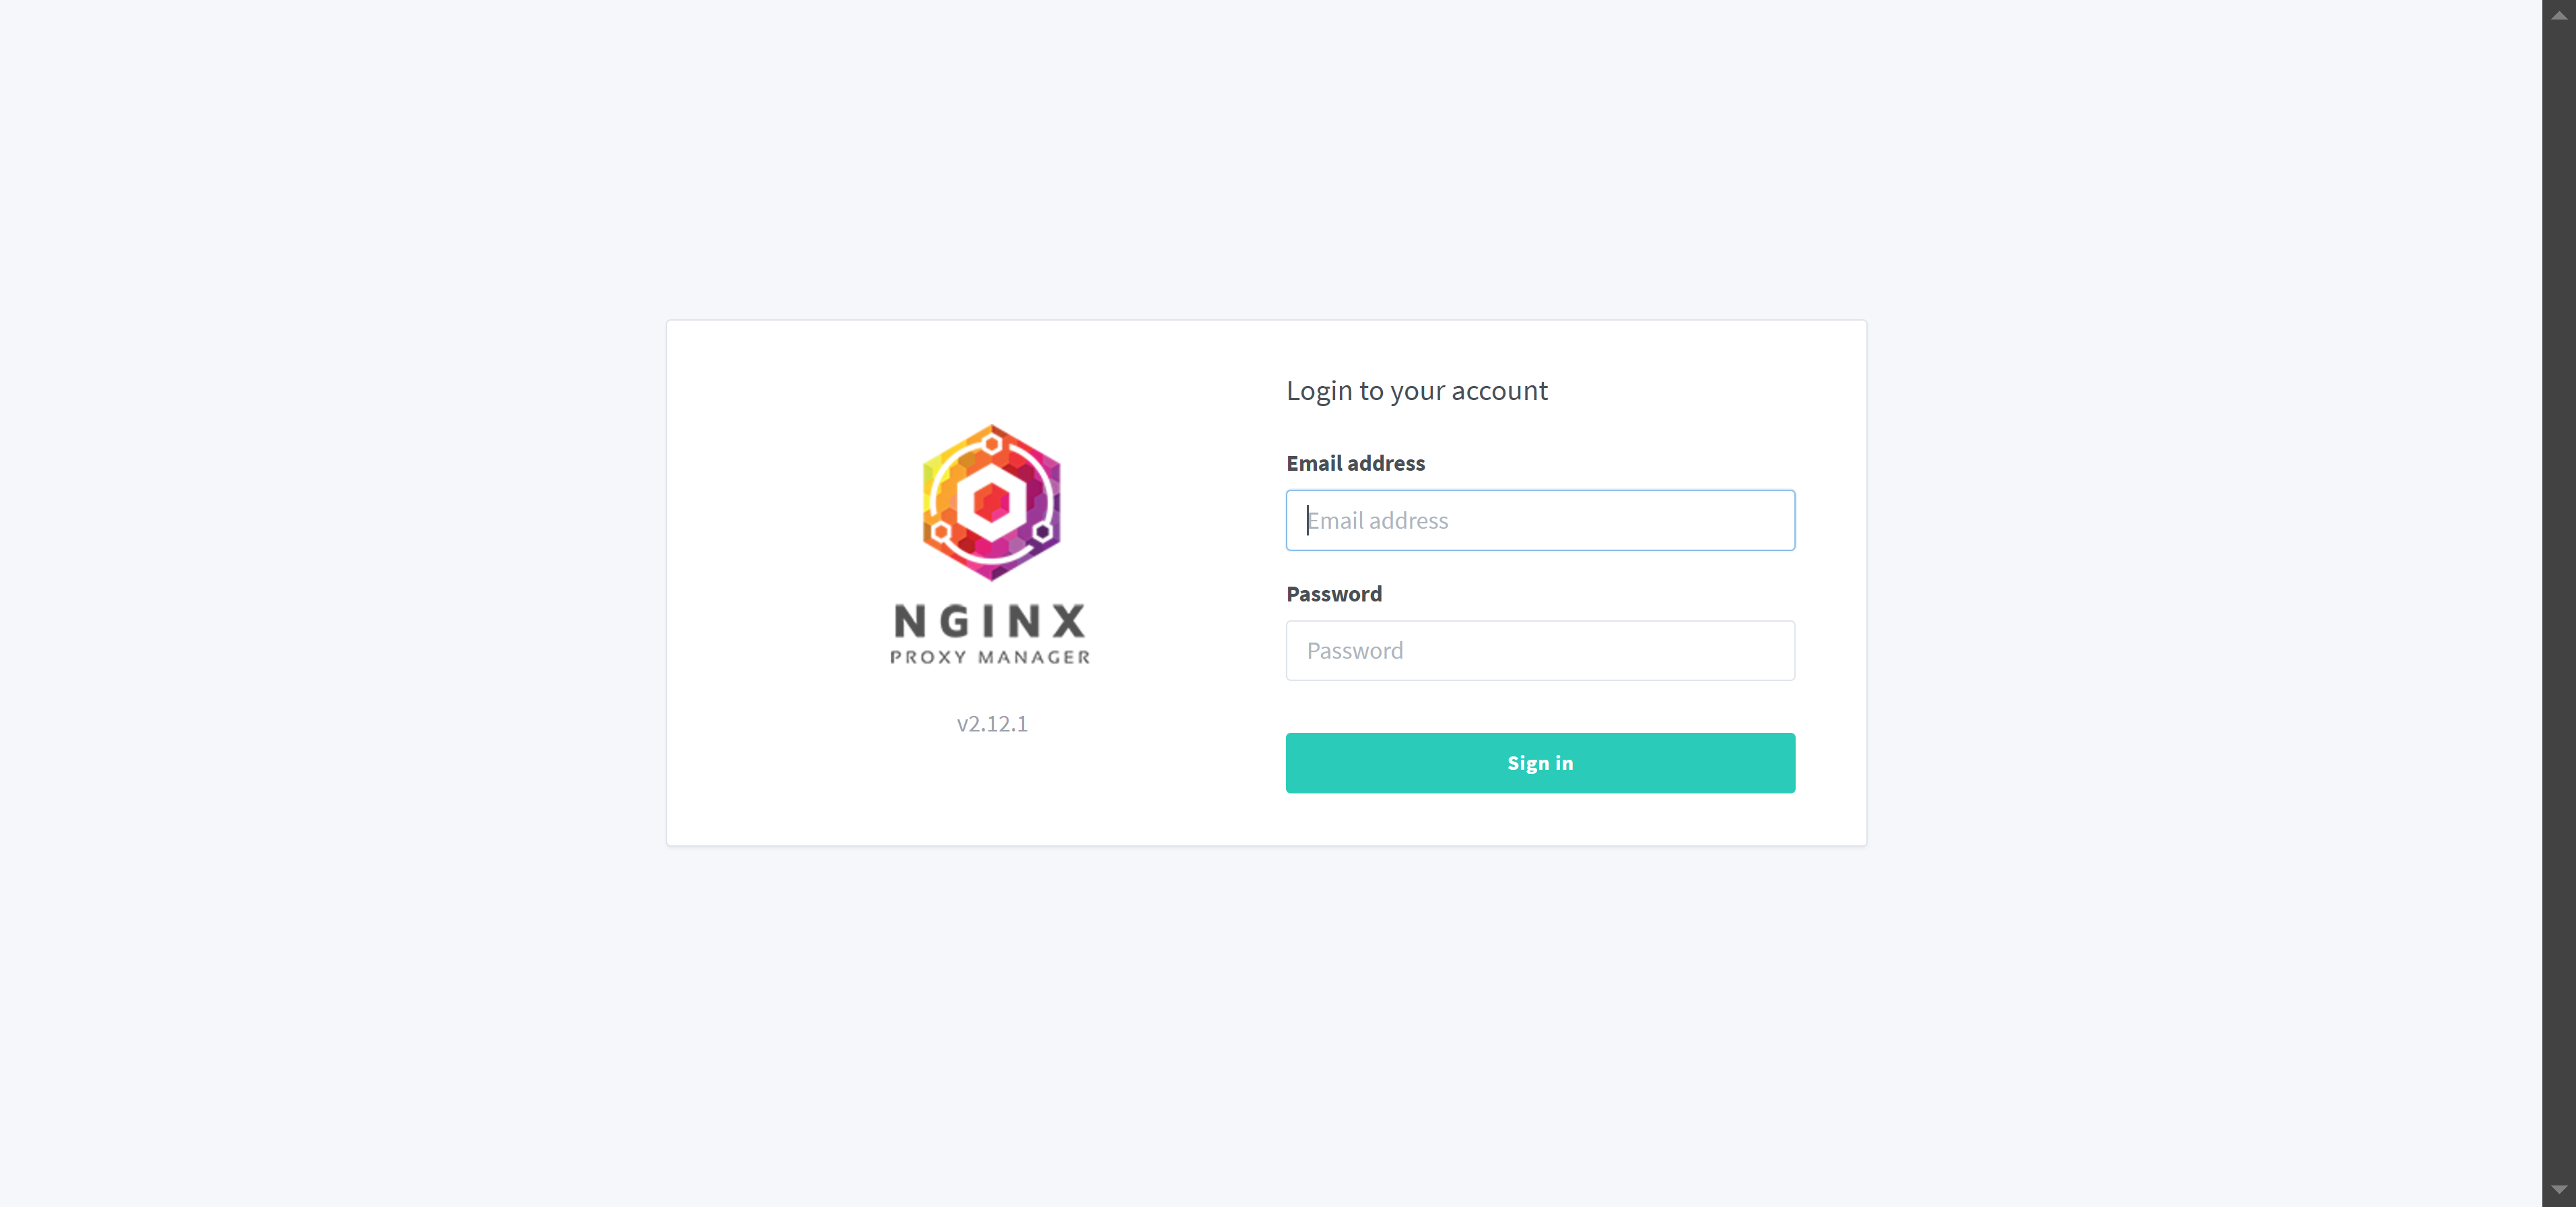 NGINX
PROXY MANAGER
v2.12.1
Login to your account
Email address
Email address
Password
Password
Sign in